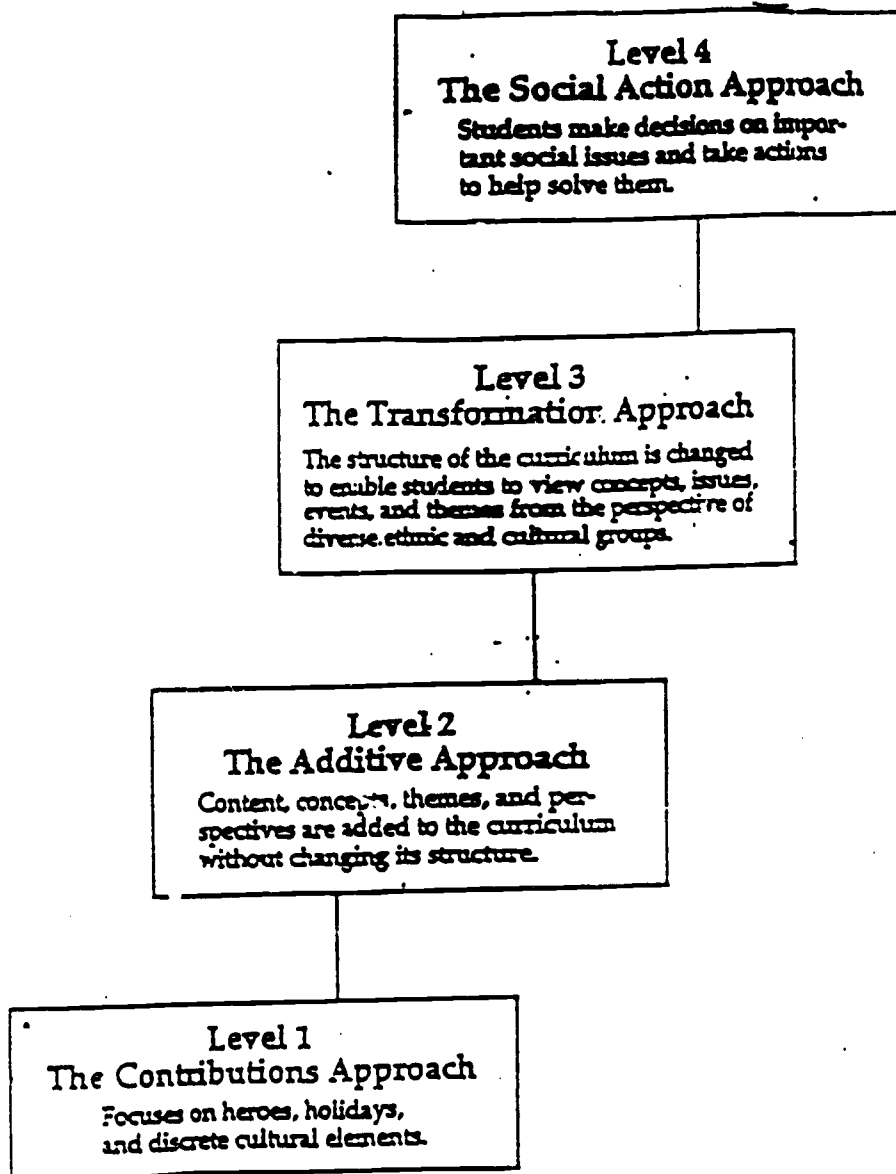 Level 4
The Social Action Approach
Students make decisions on impor-
tant social issues and take actions
to help solve them.
Level 3
The Transformation Approach
The structure of the curriculum is changed
to enable students to view concepts, issues,
events, and themes from the perspective of
diverse ethnic and cultural groups.
Level 2
The Additive Approach
Content, concepts, themes, and per-
spectives are added to the curriculum
without changing its structure.
Level 1
The Contributions Approach
Focuses on heroes, holidays,
and discrete cultural elements.